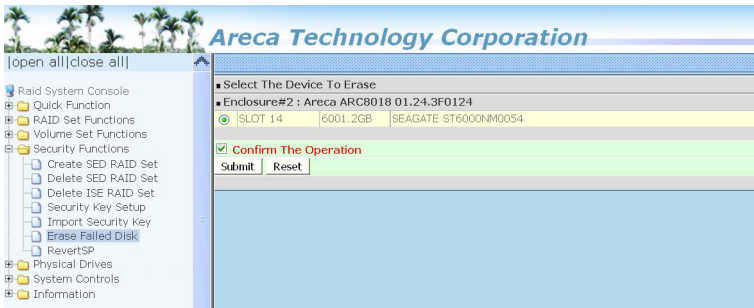 Areca Technology Corporation
|open all|close all|
Raid System Console
Quick Function
RAID Set Functions
Volume Set Functions
Security Functions
Create SED RAID Set
Delete SED RAID Set
Delete ISE RAID Set
Security Key Setup
Import Security Key
Erase Failed Disk
RevertSP
Physical Drives
System Controls
Information
Select The Device To Erase
Enclosure#2 : Areca ARC8018 01.24.3F0124
SLOT 14 6001.2GB SEAGATE ST6000NM0054
Confirm The Operation
Submit Reset